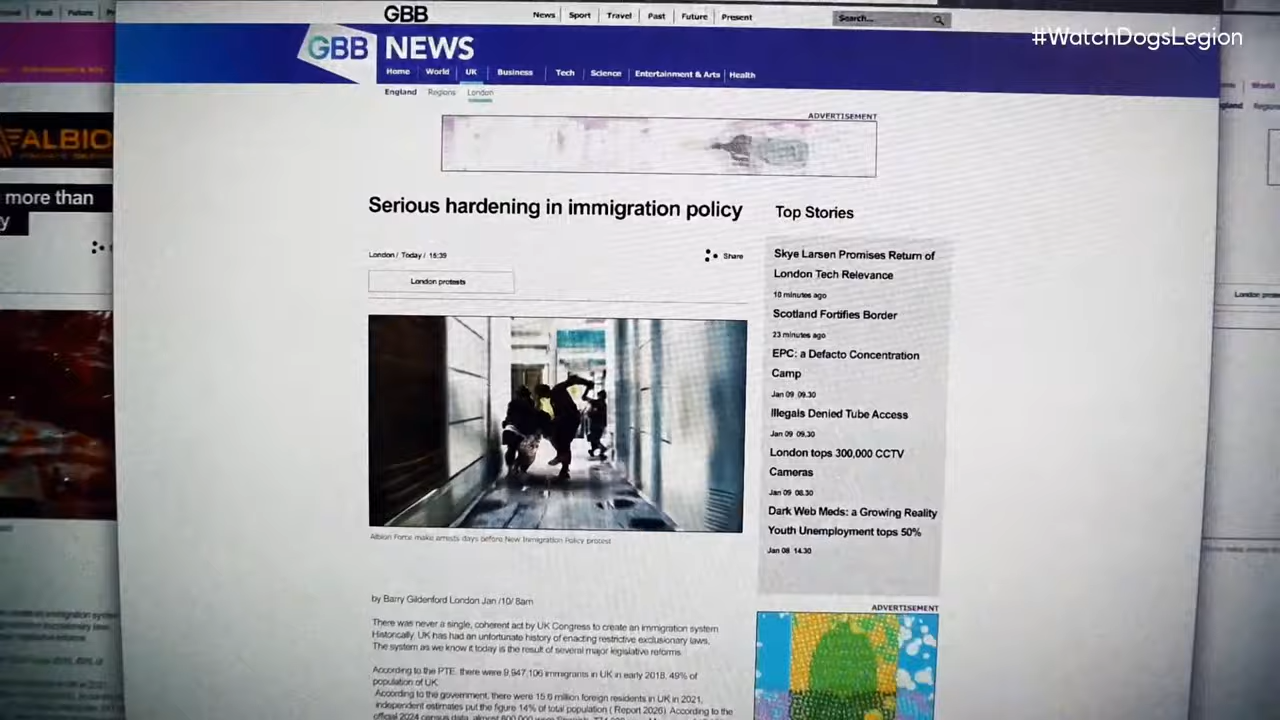 GBB
News Sport Travel Past Future Present
Search...
#WatchDogsLegion
GBB NEWS
Home World UK Business Tech Science Entertainment & Arts Health
England Regions London
ADVERTISEMENT
ALBIO
more than
y
Serious hardening in immigration policy
London / Today / 15:39
Share
London protests
Albion Force make arrests days before New Immigration Policy protest
by Barry Gildenford London Jan /10/ 8am
There was never a single, coherent act by UK Congress to create an immigration system
Historically, UK has had an unfortunate history of enacting restrictive exclusionary laws.
The system as we know it today is the result of several major legislative reforms.
According to the PTE, there were 9,947,106 immigrants in UK in early 2018, 49% of
population of UK.
According to the government, there were 15.6 million foreign residents in UK in 2021,
independent estimates put the figure 14% of total population ( Report 2026). According to the
official 2024 census data, almost 800,000 were
Top Stories
Skye Larsen Promises Return of
London Tech Relevance
10 minutes ago
Scotland Fortifies Border
23 minutes ago
EPC: a Defacto Concentration
Camp
Jan 09 09.30
Illegals Denied Tube Access
Jan 09 09.30
London tops 300,000 CCTV
Cameras
Jan 09 08.30
Dark Web Meds: a Growing Reality
Youth Unemployment tops 50%
Jan 08 14.30
ADVERTISEMENT